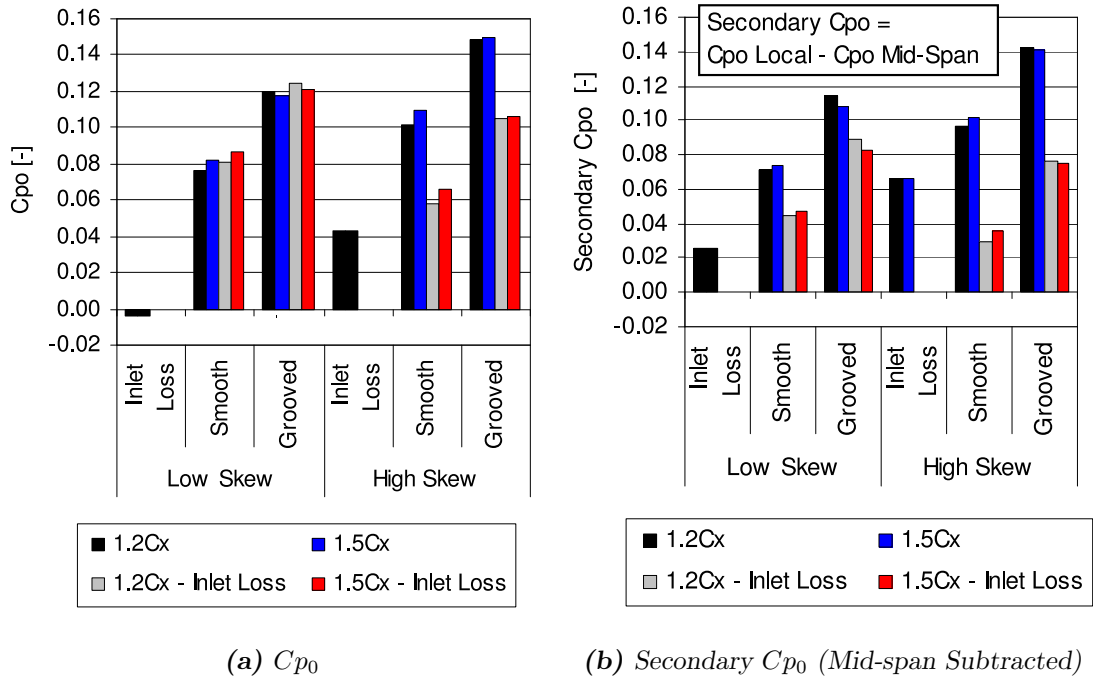 0.16
0.14
0.12
0.10
0.08
0.06
0.04
0.02
0.00
-0.02
Cpo [-]
Inlet
Loss
Smooth
Grooved
Inlet
Loss
Smooth
Grooved
Low Skew
High Skew
1.2Cx
1.5Cx
1.2Cx - Inlet Loss
1.5Cx - Inlet Loss
(a) Cp0
Secondary Cpo =
Cpo Local - Cpo Mid-Span
0.16
0.14
0.12
0.10
0.08
0.06
0.04
0.02
0.00
-0.02
Secondary Cpo [-]
Inlet
Loss
Smooth
Grooved
Inlet
Loss
Smooth
Grooved
Low Skew
High Skew
1.2Cx
1.5Cx
1.2Cx - Inlet Loss
1.5Cx - Inlet Loss
(b) Secondary Cp0 (Mid-span Subtracted)